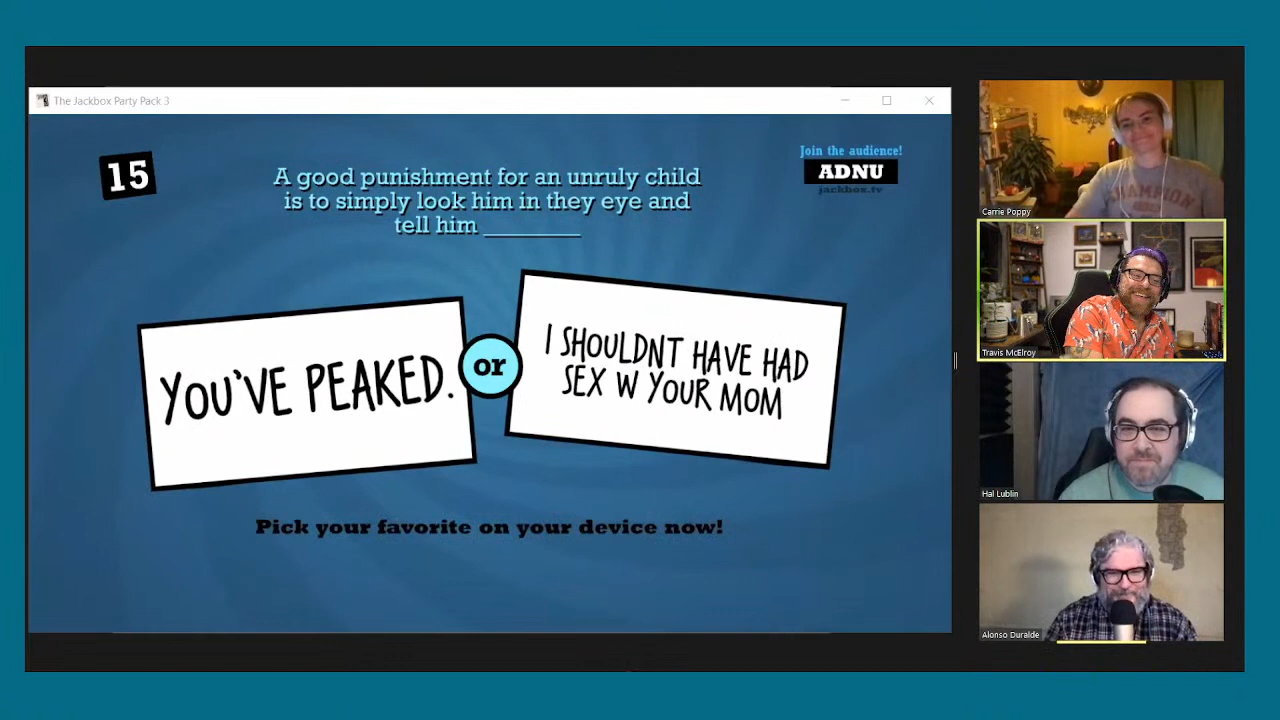 The Jackbox Party Pack 3
15
A good punishment for an unruly child
is to simply look him in they eye and
tell him ________
Join the audience!
ADNU
jackbox.tv
YOU'VE PEAKED.
or
I SHOULDNT HAVE HAD
SEX W YOUR MOM
Pick your favorite on your device now!
CHAMPION
Carrie Poppy
Travis McElroy
Hal Lublin
Alonso Duralde